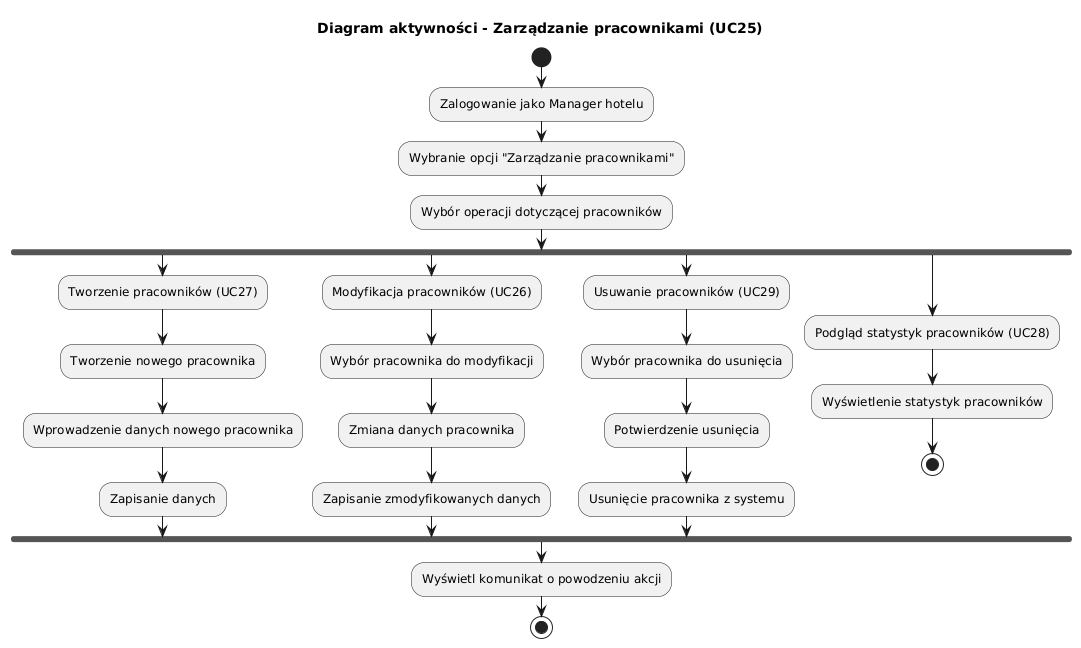 Diagram aktywności - Zarządzanie pracownikami (UC25)
Zalogowanie jako Manager hotelu
Wybranie opcji "Zarządzanie pracownikami"
Wybór operacji dotyczącej pracowników
Tworzenie pracowników (UC27)
Tworzenie nowego pracownika
Wprowadzenie danych nowego pracownika
Zapisanie danych
Modyfikacja pracowników (UC26)
Wybór pracownika do modyfikacji
Zmiana danych pracownika
Zapisanie zmodyfikowanych danych
Usuwanie pracowników (UC29)
Wybór pracownika do usunięcia
Potwierdzenie usunięcia
Usunięcie pracownika z systemu
Podgląd statystyk pracowników (UC28)
Wyświetlenie statystyk pracowników
Wyświetl komunikat o powodzeniu akcji